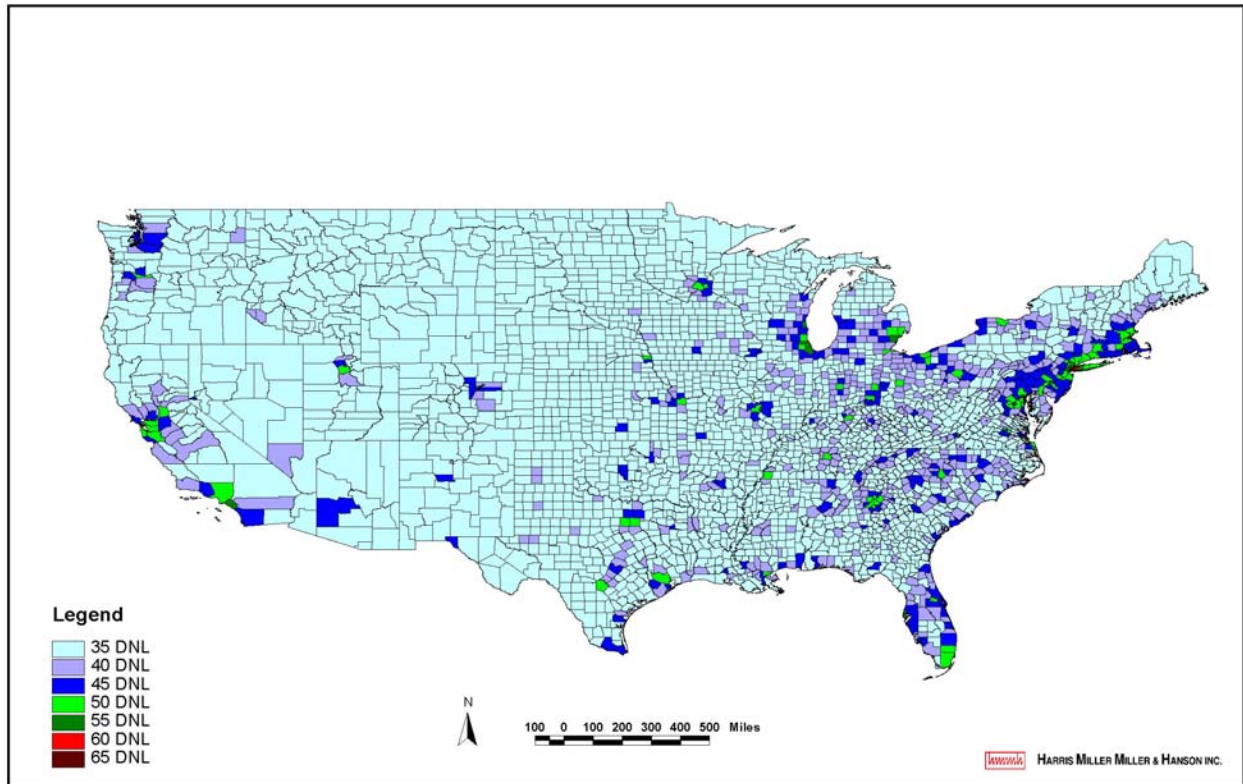 Legend
35 DNL
40 DNL
45 DNL
50 DNL
55 DNL
60 DNL
65 DNL
N
100 0 100 200 300 400 500 Miles
hmmh HARRIS MILLER MILLER & HANSON INC.